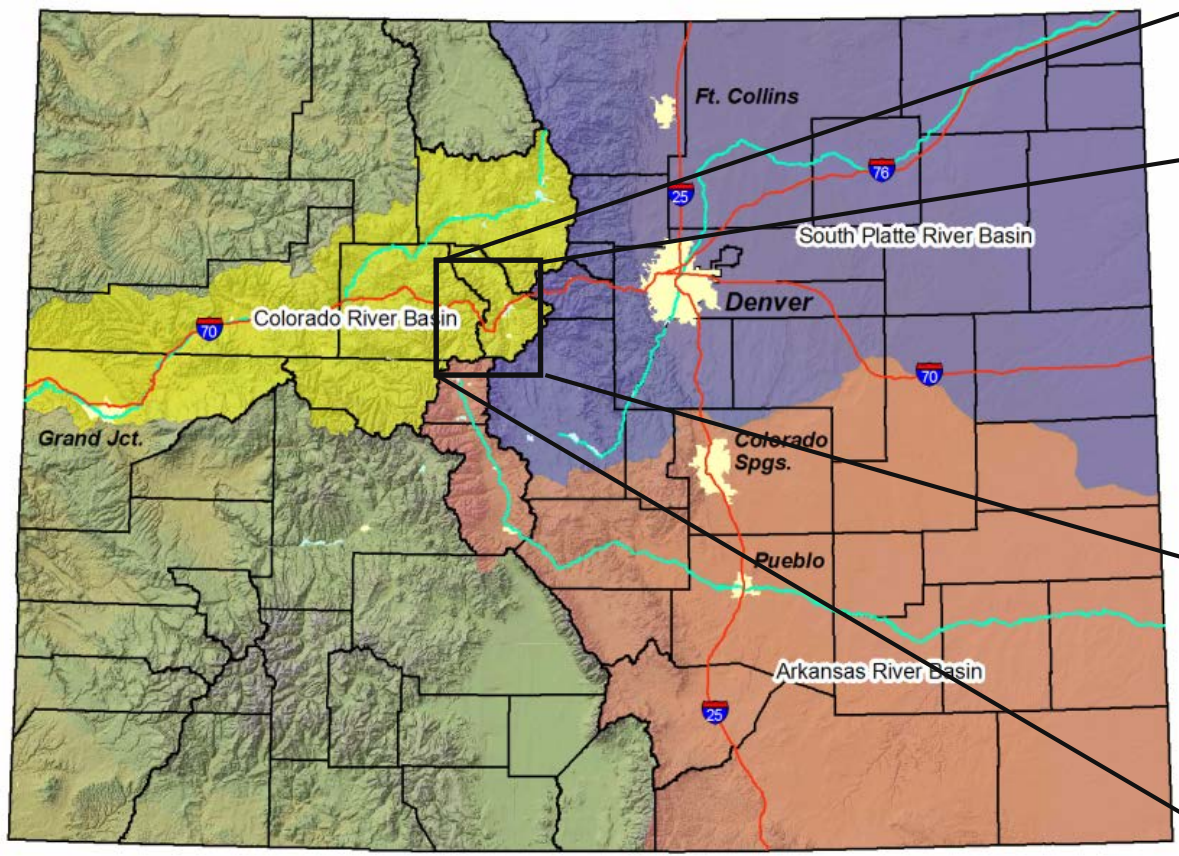 Ft. Collins
25
76
South Platte River Basin
Denver
Colorado River Basin
70
70
Grand Jct.
Colorado
Spgs.
Pueblo
Arkansas River Basin
25